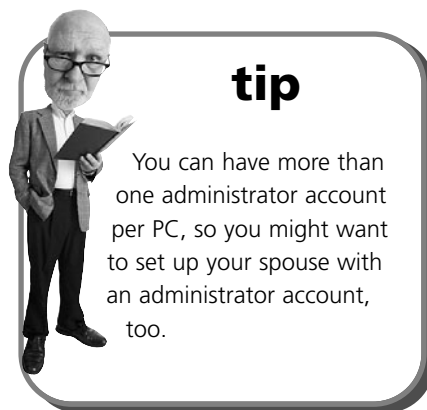 tip
You can have more than
one administrator account
per PC, so you might want
to set up your spouse with
an administrator account,
too.